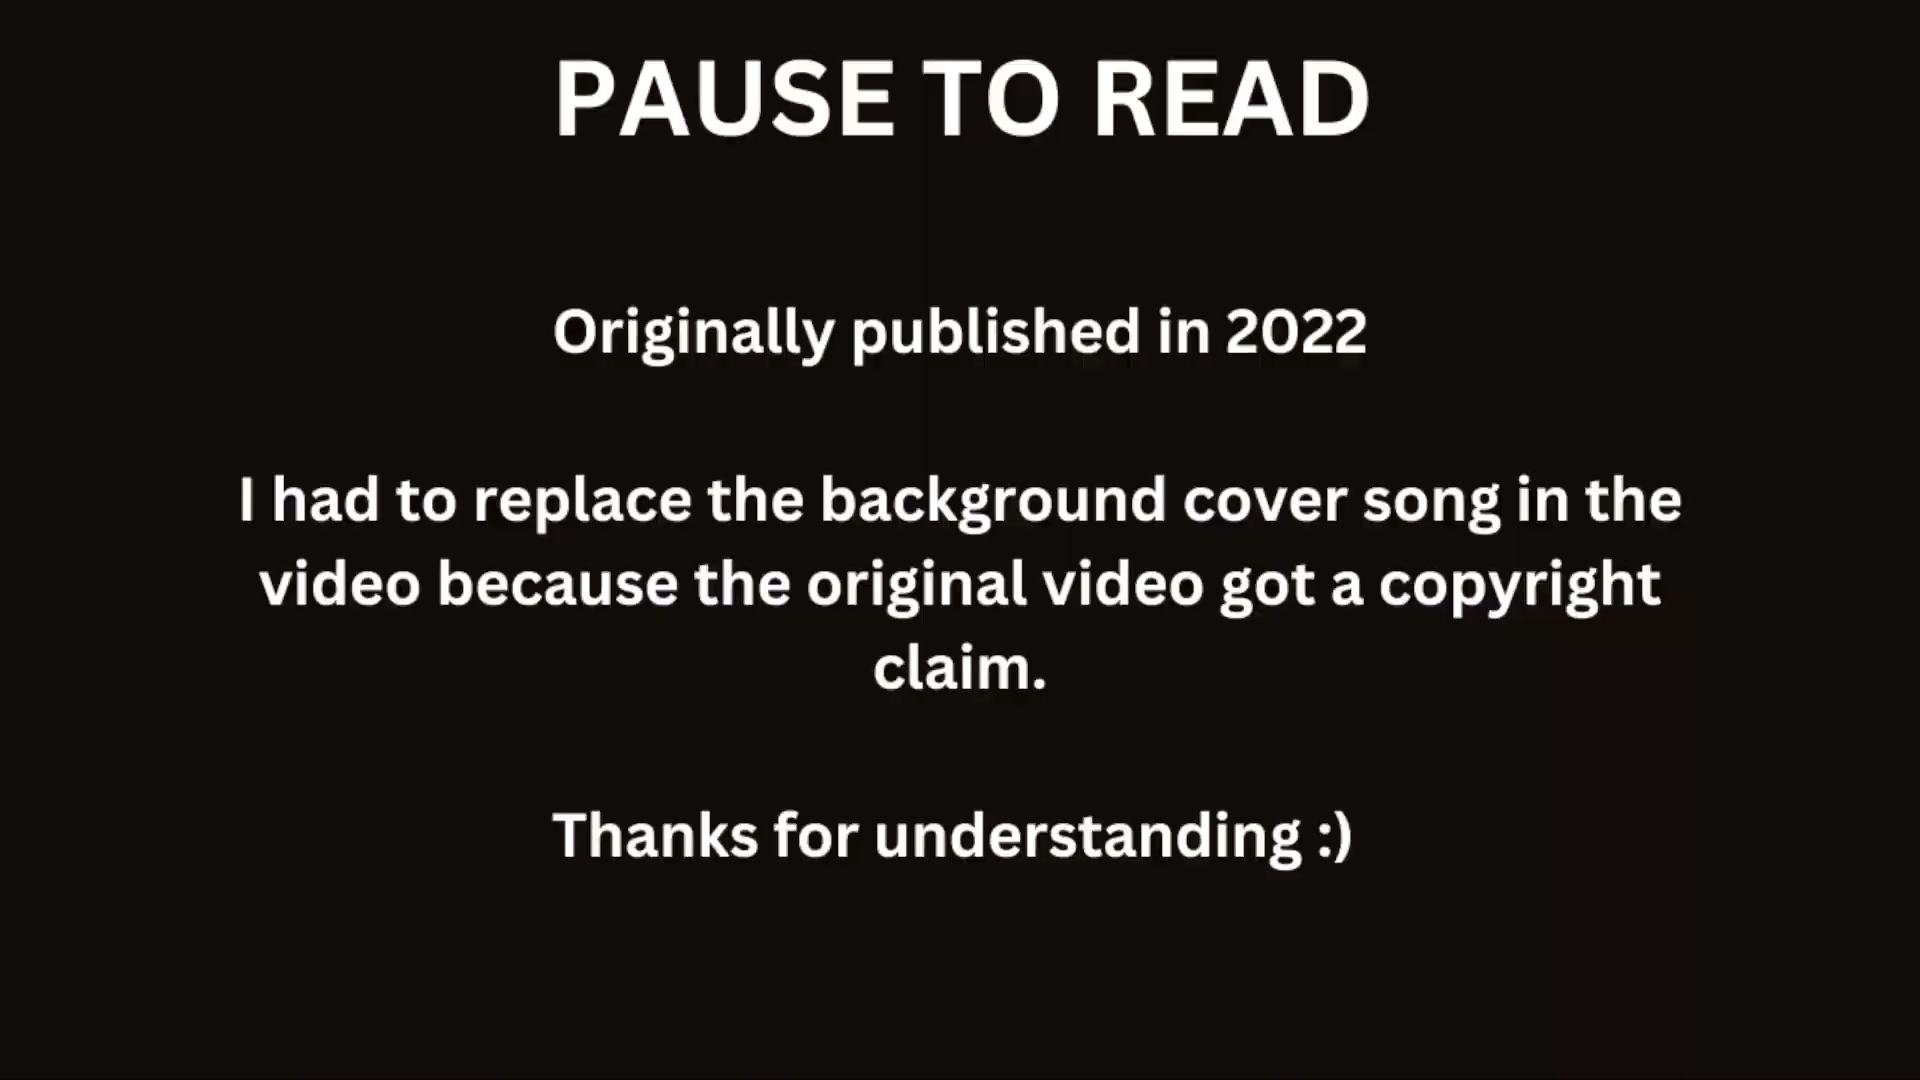 PAUSE TO READ
Originally published in 2022
I had to replace the background cover song in the
video because the original video got a copyright
claim.
Thanks for understanding :)